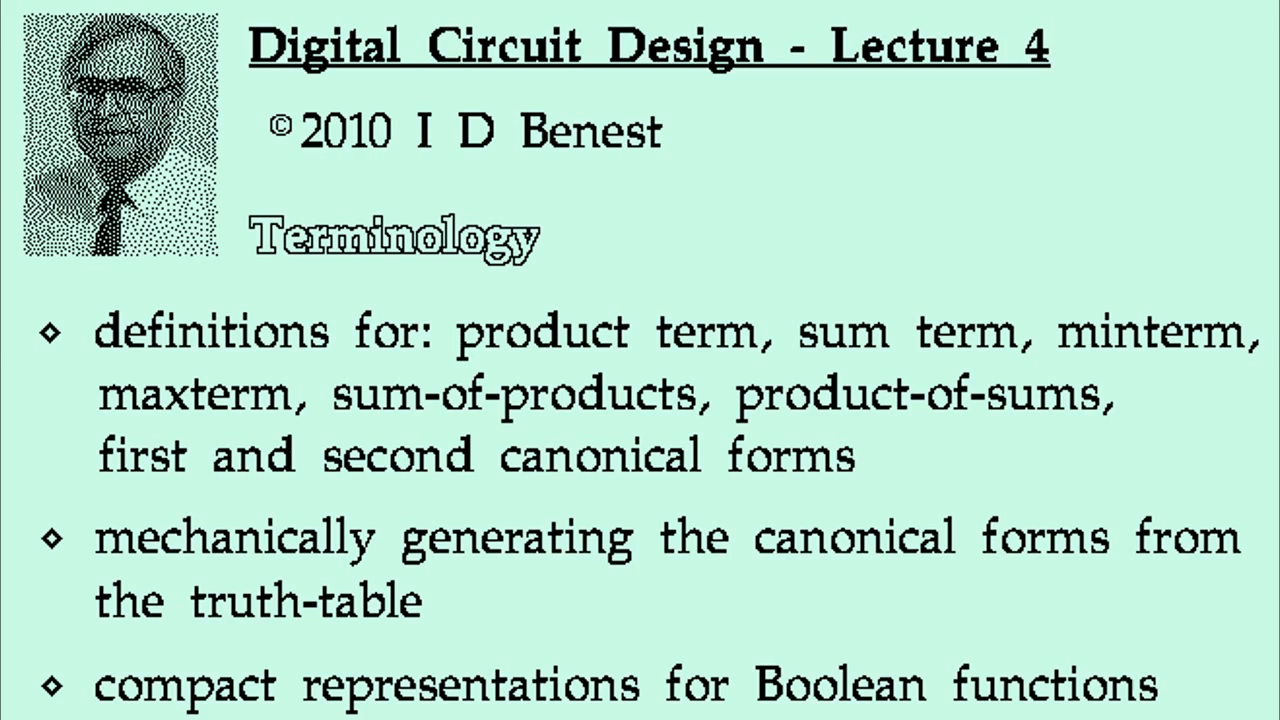 Digital Circuit Design - Lecture 4
© 2010 I D Benest
Terminology
⋄ definitions for: product term, sum term, minterm,
maxterm, sum-of-products, product-of-sums,
first and second canonical forms
⋄ mechanically generating the canonical forms from
the truth-table
⋄ compact representations for Boolean functions